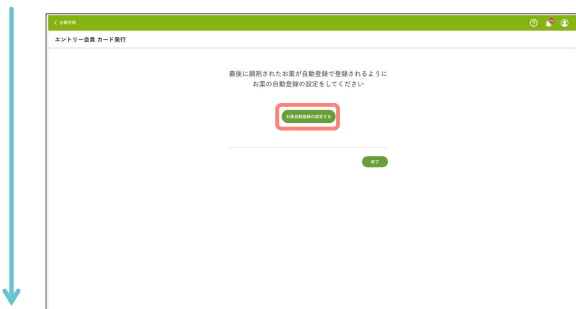 く お薬手帳
エントリー会員 カード発行
最後に調剤されたお薬が自動登録で登録されるように
お薬の自動登録の設定をしてください
お薬自動登録の設定する
終了